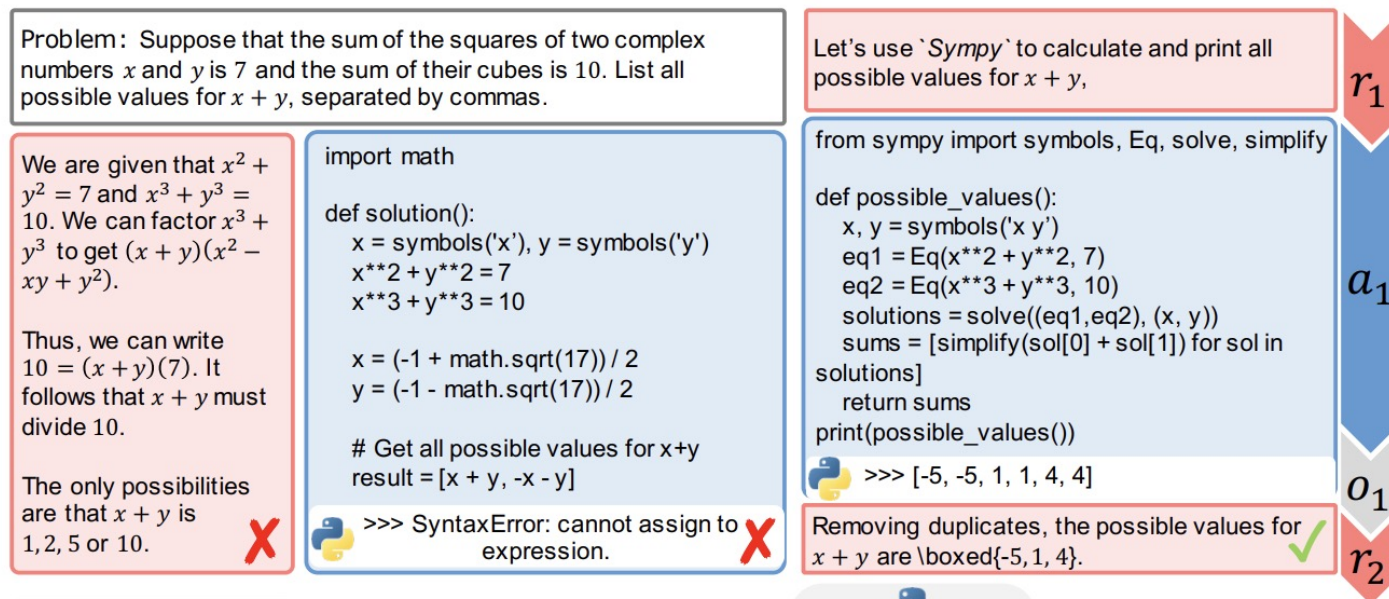 Problem: Suppose that the sum of the squares of two complex
numbers x and y is 7 and the sum of their cubes is 10. List all
possible values for x + y, separated by commas.
We are given that x² +
y² = 7 and x³ + y³ =
10. We can factor x³ +
y³ to get (x + y)(x² −
xy + y²).
Thus, we can write
10 = (x + y)(7). It
follows that x + y must
divide 10.
The only possibilities
are that x + y is
1, 2, 5 or 10.
import math
def solution():
x = symbols('x'), y = symbols('y')
x**2 + y**2 = 7
x**3 + y**3 = 10
x = (-1 + math.sqrt(17)) / 2
y = (-1 - math.sqrt(17)) / 2
# Get all possible values for x+y
result = [x + y, -x - y]
>>> SyntaxError: cannot assign to
expression.
Let's use `Sympy` to calculate and print all
possible values for x + y,
from sympy import symbols, Eq, solve, simplify
def possible_values():
x, y = symbols('x y')
eq1 = Eq(x**2 + y**2, 7)
eq2 = Eq(x**3 + y**3, 10)
solutions = solve((eq1,eq2), (x, y))
sums = [simplify(sol[0] + sol[1]) for sol in
solutions]
return sums
print(possible_values())
>>> [-5, -5, 1, 1, 4, 4]
Removing duplicates, the possible values for
x + y are \boxed{-5, 1, 4}.
r₁
a₁
o₁
r₂